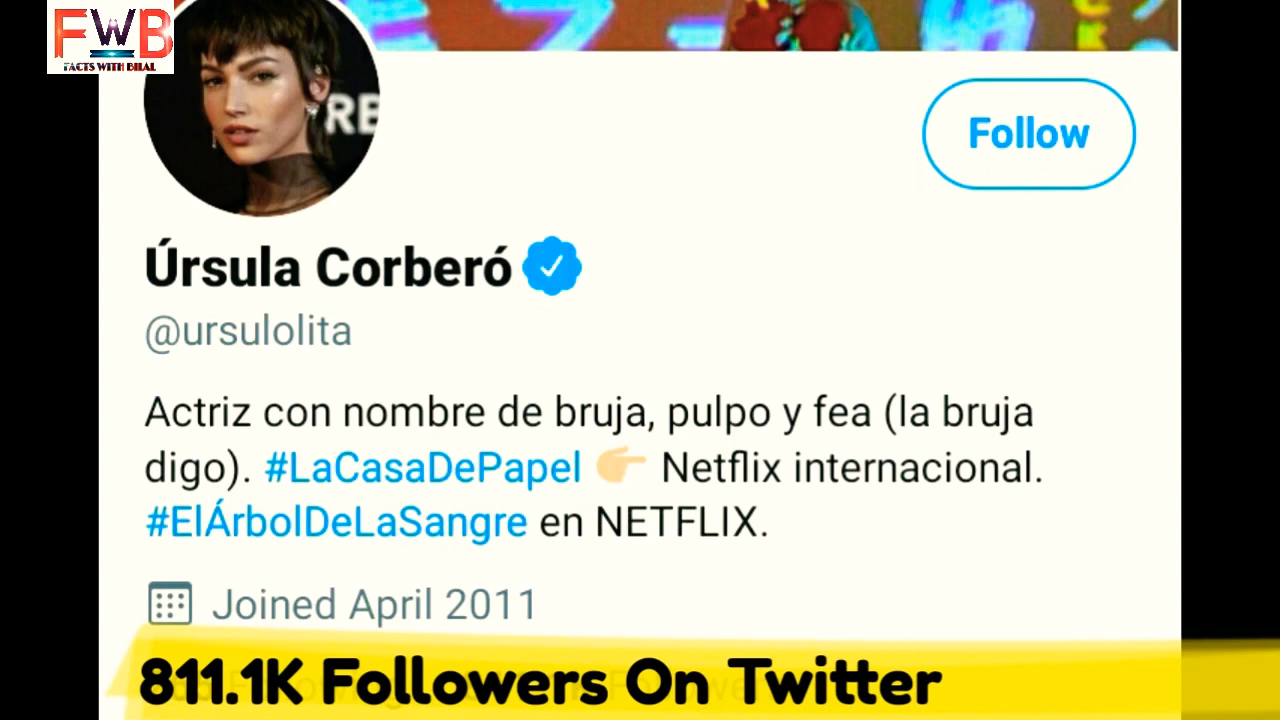 FWB
FACTS WITH BILAL
RE
Follow
Úrsula Corberó
@ursulolita
Actriz con nombre de bruja, pulpo y fea (la bruja
digo). #LaCasaDePapel 👉 Netflix internacional.
#ElÁrbolDeLaSangre en NETFLIX.
Joined April 2011
811.1K Followers On Twitter